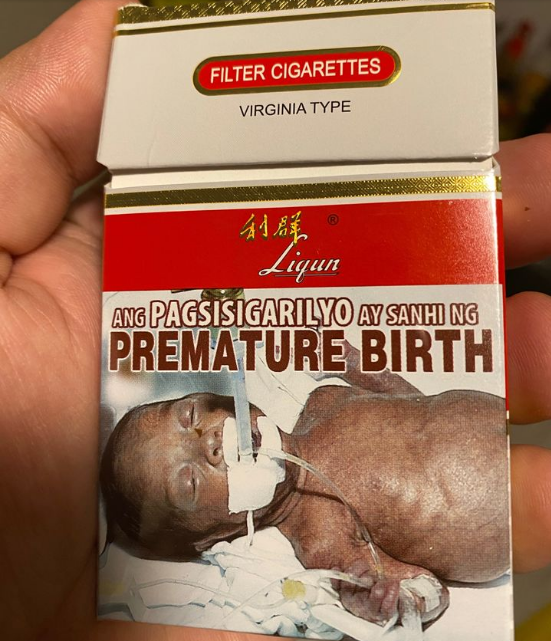 FILTER CIGARETTES
VIRGINIA TYPE
利群®
Liqun
ANG PAGSISIGARILYO AY SANHI NG
PREMATURE BIRTH